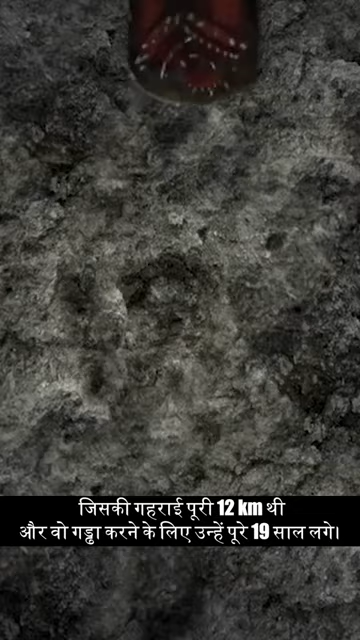 जिसकी गहराई पूरी 12 km थी
और वो गड्ढा करने के लिए उन्हें पूरे 19 साल लगे।